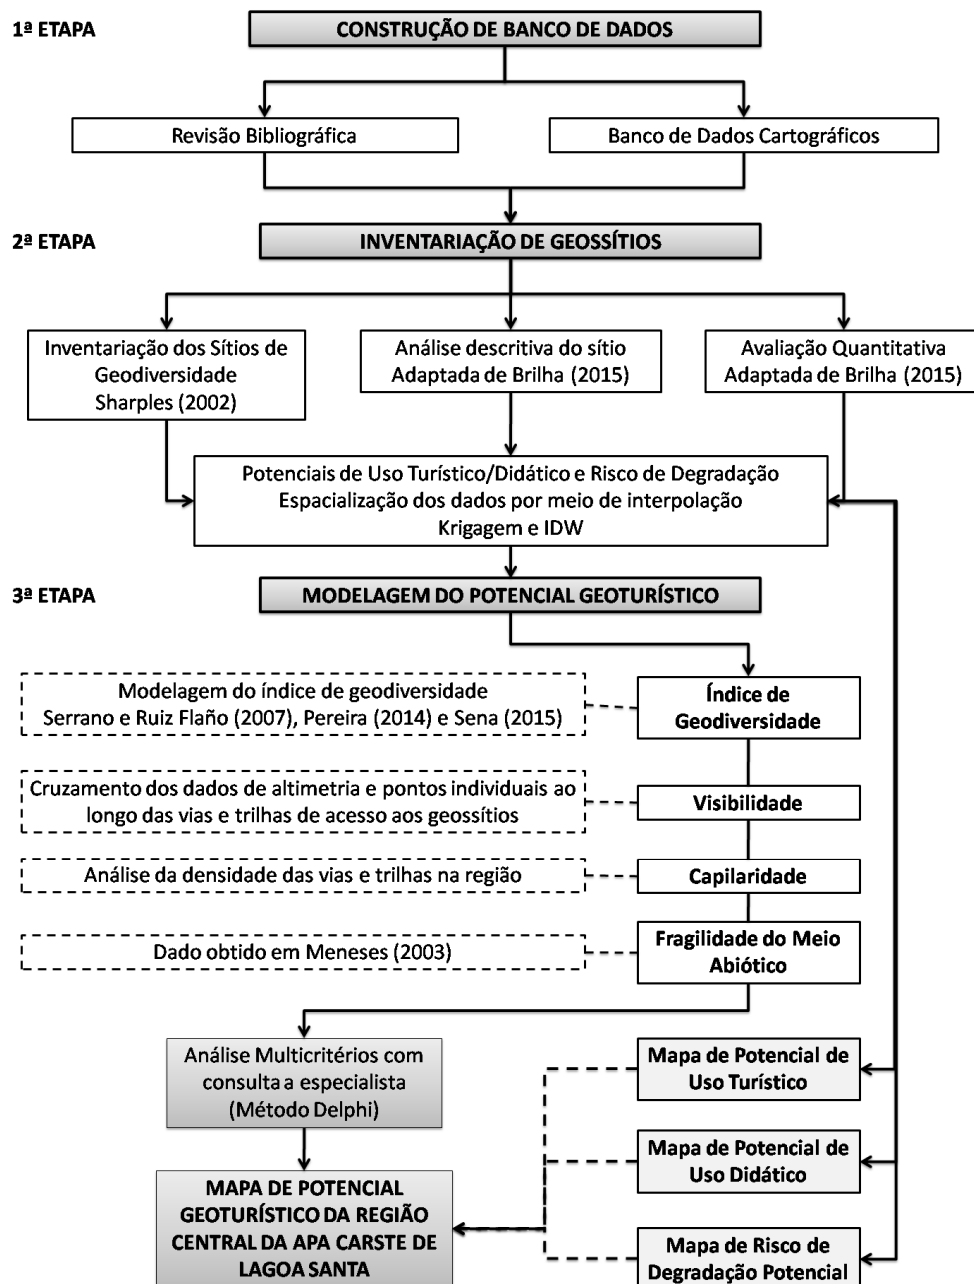 1ª ETAPA
CONSTRUÇÃO DE BANCO DE DADOS
Revisão Bibliográfica
Banco de Dados Cartográficos
2ª ETAPA
INVENTARIAÇÃO DE GEOSSÍTIOS
Inventariação dos Sítios de
Geodiversidade
Sharples (2002)
Análise descritiva do sítio
Adaptada de Brilha (2015)
Avaliação Quantitativa
Adaptada de Brilha (2015)
Potenciais de Uso Turístico/Didático e Risco de Degradação
Espacialização dos dados por meio de interpolação
Krigagem e IDW
3ª ETAPA
MODELAGEM DO POTENCIAL GEOTURÍSTICO
Modelagem do índice de geodiversidade
Serrano e Ruiz Flaño (2007), Pereira (2014) e Sena (2015)
Índice de
Geodiversidade
Cruzamento dos dados de altimetria e pontos individuais ao
longo das vias e trilhas de acesso aos geossítios
Visibilidade
Análise da densidade das vias e trilhas na região
Capilaridade
Dado obtido em Meneses (2003)
Fragilidade do Meio
Abiótico
Análise Multicritérios com
consulta a especialista
(Método Delphi)
Mapa de Potencial de
Uso Turístico
Mapa de Potencial de
Uso Didático
MAPA DE POTENCIAL
GEOTURÍSTICO DA REGIÃO
CENTRAL DA APA CARSTE DE
LAGOA SANTA
Mapa de Risco de
Degradação Potencial